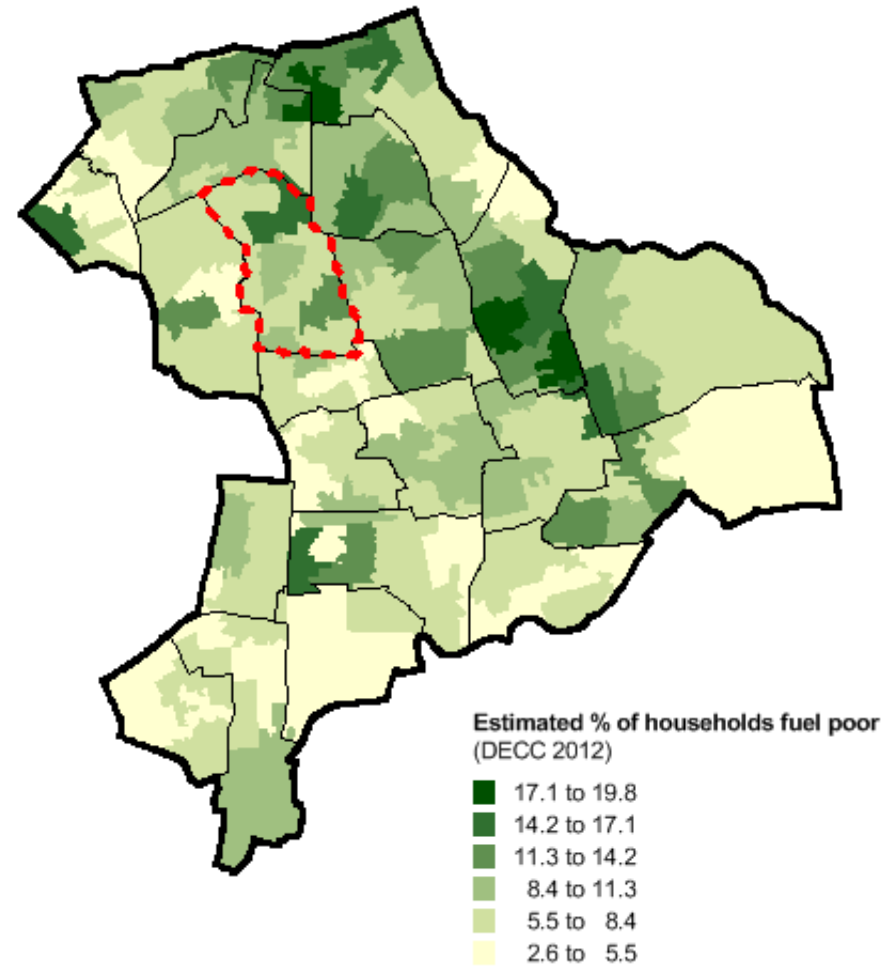 Estimated % of households fuel poor
(DECC 2012)
17.1 to 19.8
14.2 to 17.1
11.3 to 14.2
8.4 to 11.3
5.5 to 8.4
2.6 to 5.5